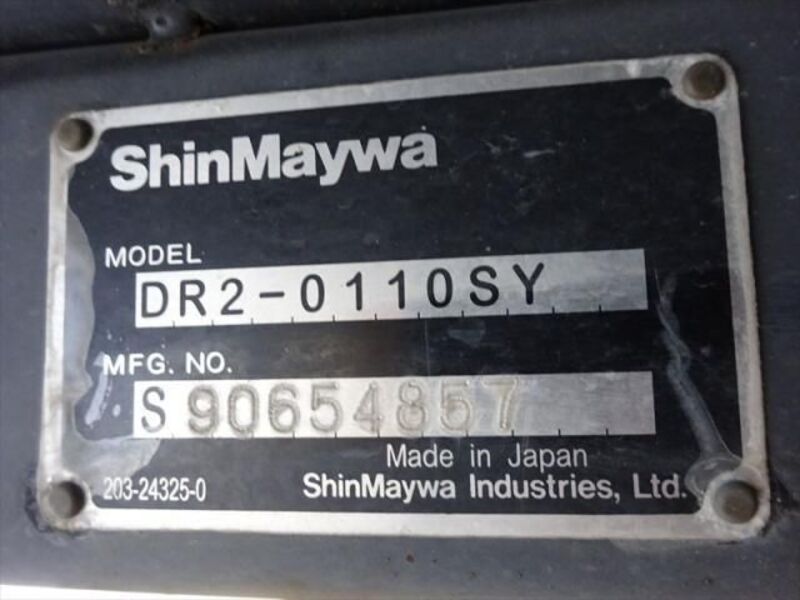 ShinMaywa
MODEL
DR2-0110SY
MFG. NO.
S 90654857
Made in Japan
203-24325-0 ShinMaywa Industries, Ltd.